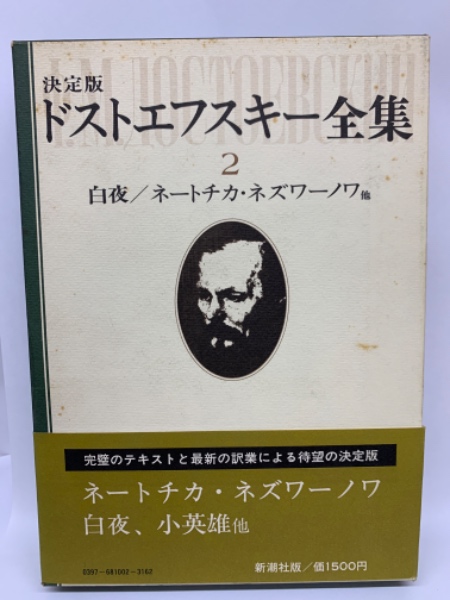 Ф.М.ДОСТОЕВСКИЙ
決定版
ドストエフスキー全集
2
白夜/ネートチカ・ネズワーノワ他
完璧のテキストと最新の訳業による待望の決定版
ネートチカ・ネズワーノワ
白夜、小英雄他
0397-681002-3162 新潮社版/価1500円